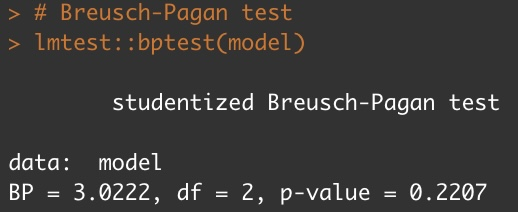 > # Breusch-Pagan test
> lmtest::bptest(model)
studentized Breusch-Pagan test
data:  model
BP = 3.0222, df = 2, p-value = 0.2207